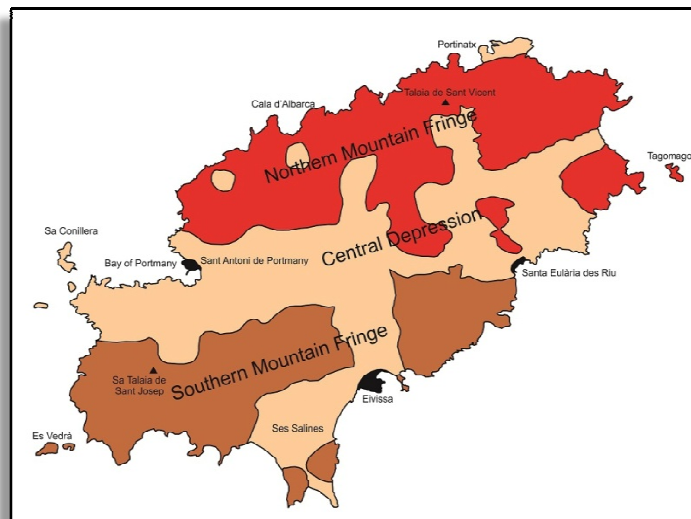 Portinatx
Talaia de Sant Vicent
Cala d'Albarca
Northern Mountain Fringe
Tagomago
Sa Conillera
Central Depression
Bay of Portmany
Sant Antoni de Portmany
Santa Eulària des Riu
Southern Mountain Fringe
Sa Talaia de
Sant Josep
Eivissa
Ses Salines
Es Vedrà